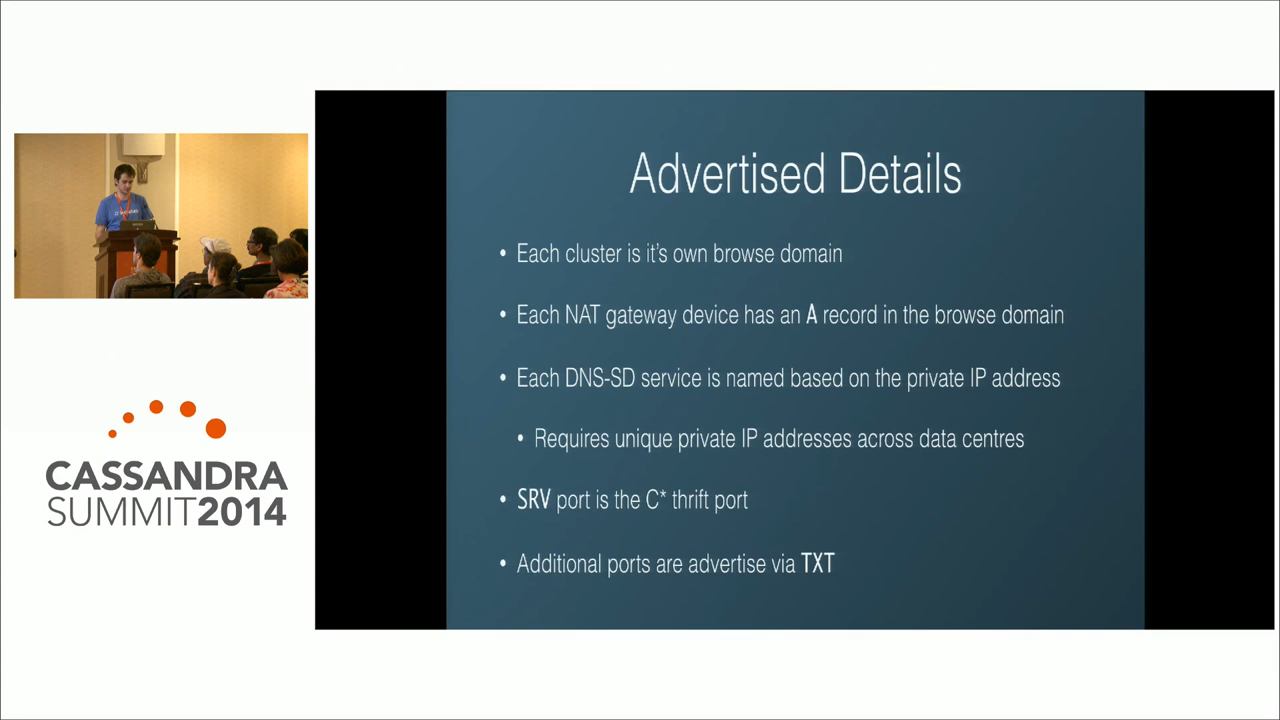 Advertised Details
• Each cluster is it's own browse domain
• Each NAT gateway device has an A record in the browse domain
• Each DNS-SD service is named based on the private IP address
• Requires unique private IP addresses across data centres
• SRV port is the C* thrift port
• Additional ports are advertise via TXT
CASSANDRA
SUMMIT2014